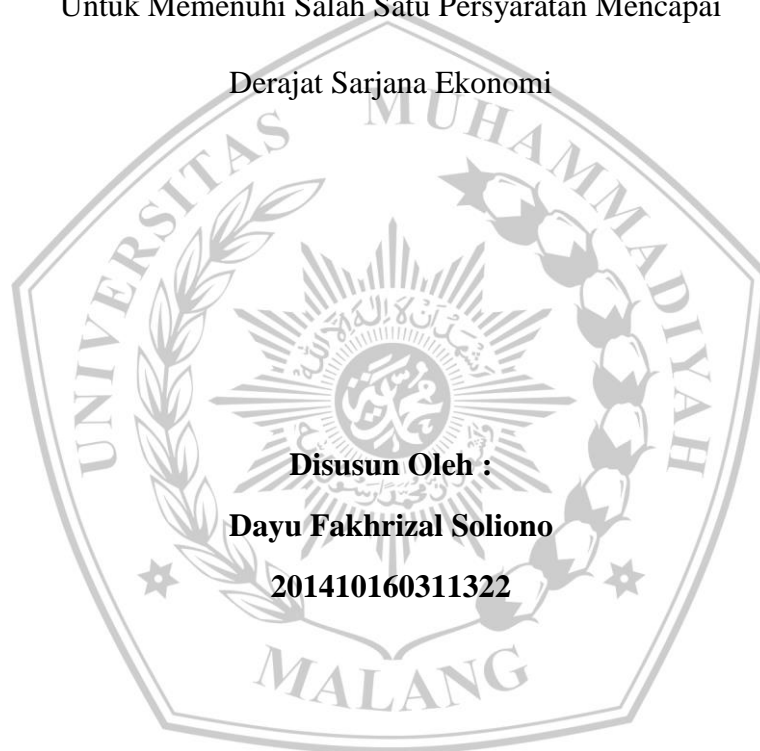 Untuk Memenuhi Salah Satu Persyaratan Mencapai
Derajat Sarjana Ekonomi
UNIVERSITAS MUHAMMADIYAH
Disusun Oleh :
Dayu Fakhrizal Soliono
201410160311322
MALANG